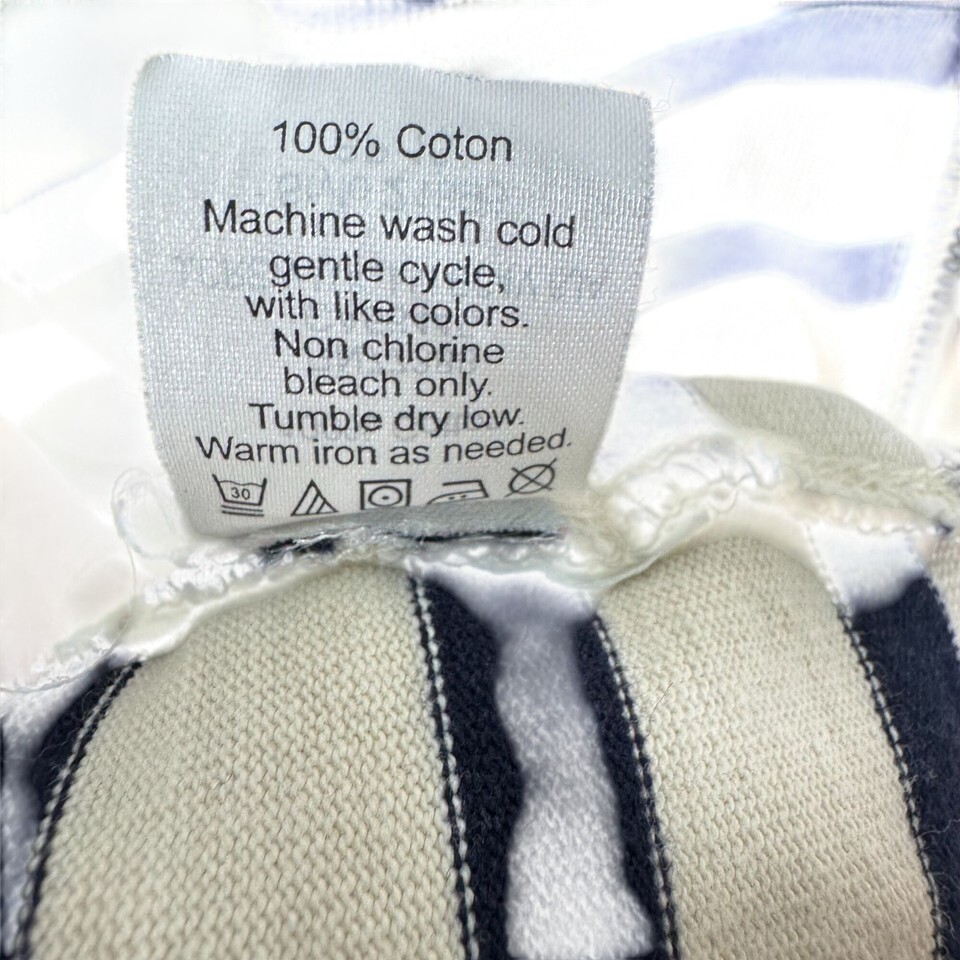 100% Coton
Machine wash cold
gentle cycle,
with like colors.
Non chlorine
bleach only.
Tumble dry low.
Warm iron as needed.
30